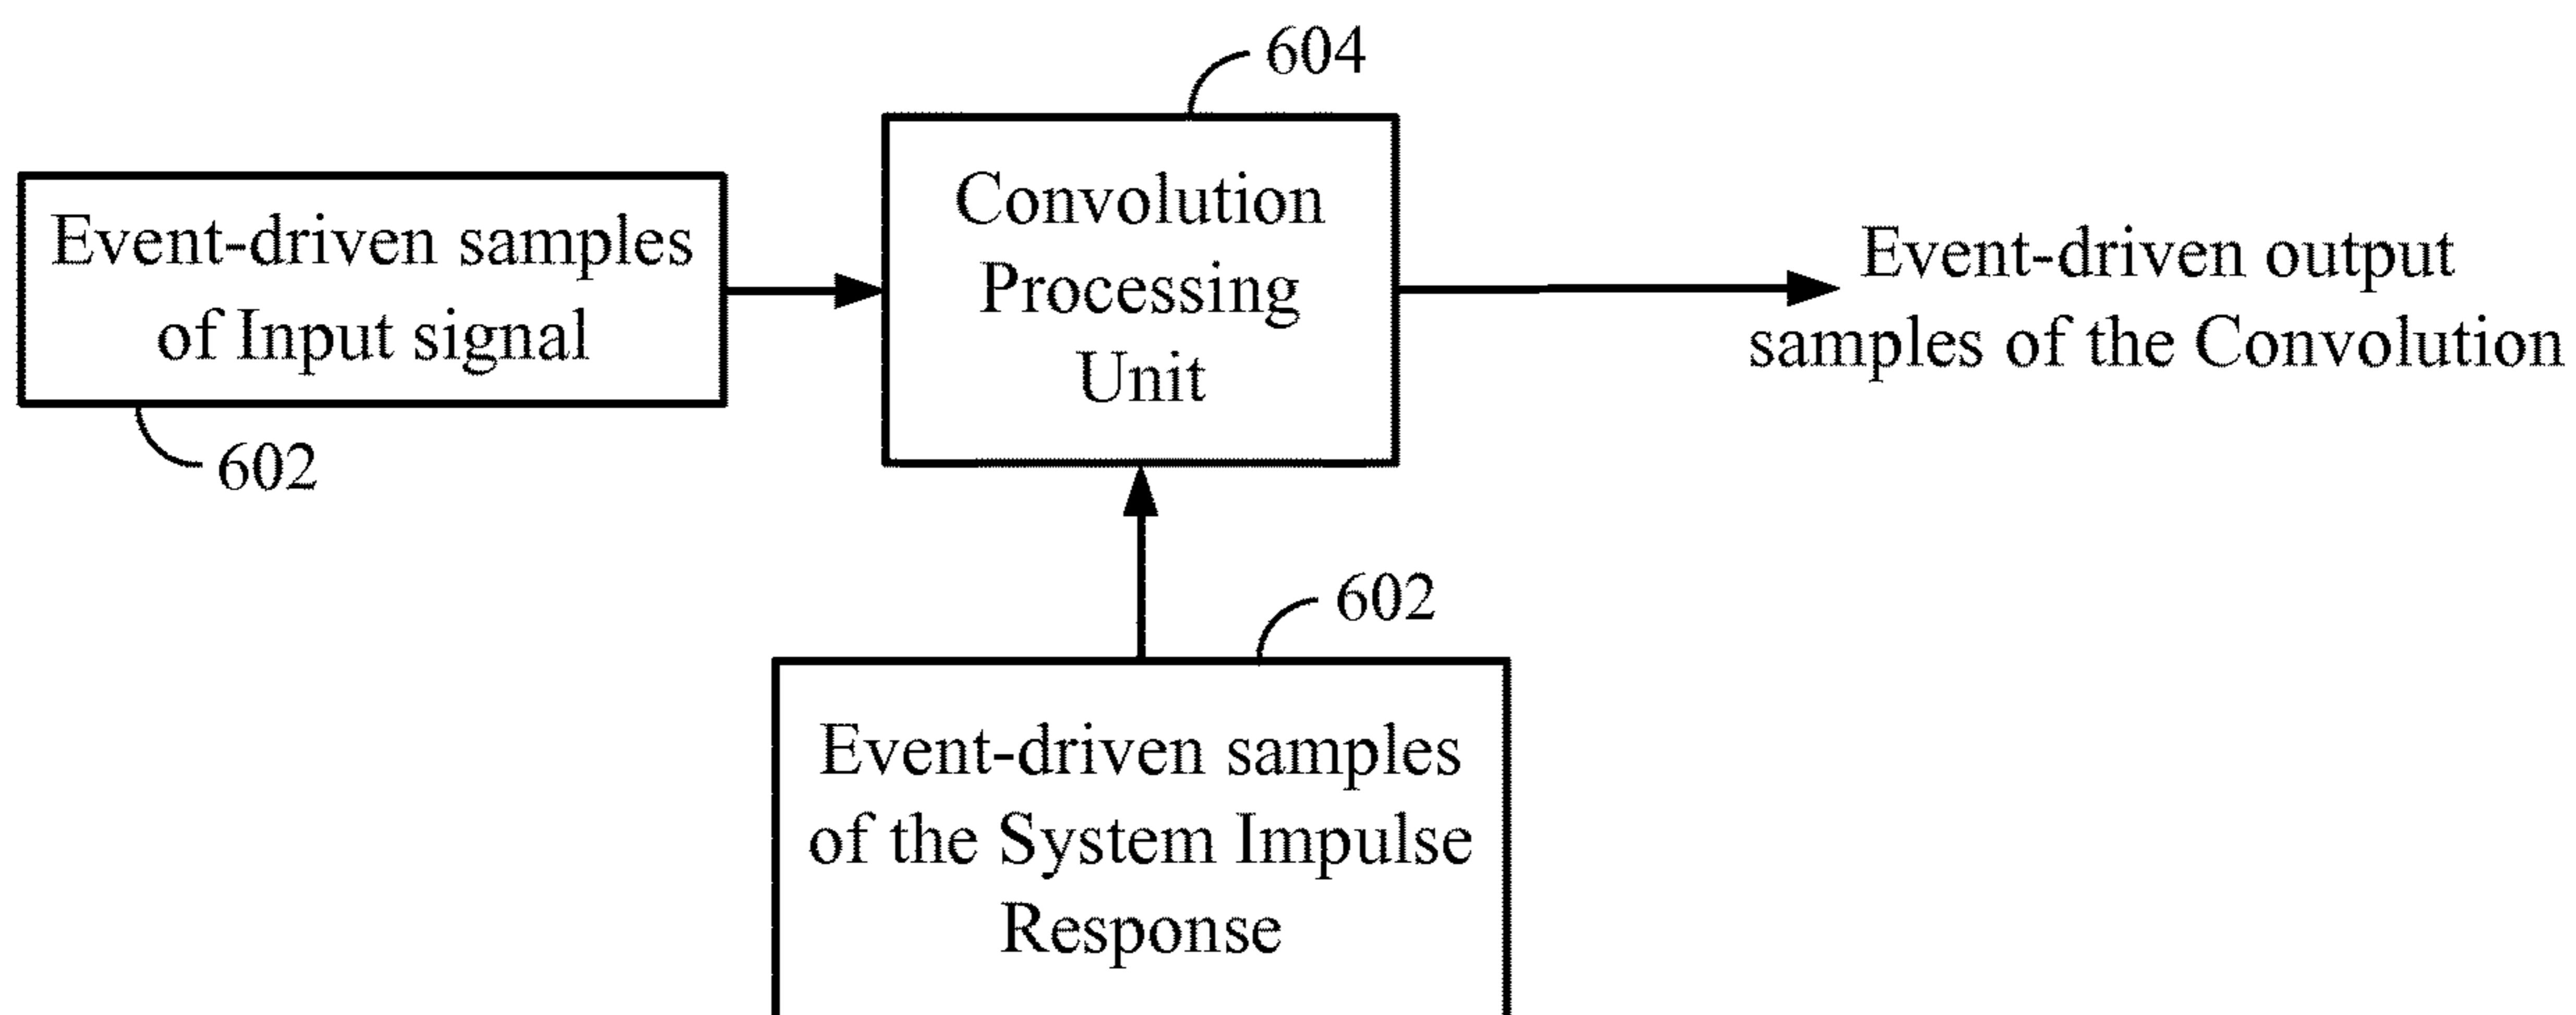 604
Event-driven samples
of Input signal
602
Convolution
Processing
Unit
Event-driven output
samples of the Convolution
602
Event-driven samples
of the System Impulse
Response